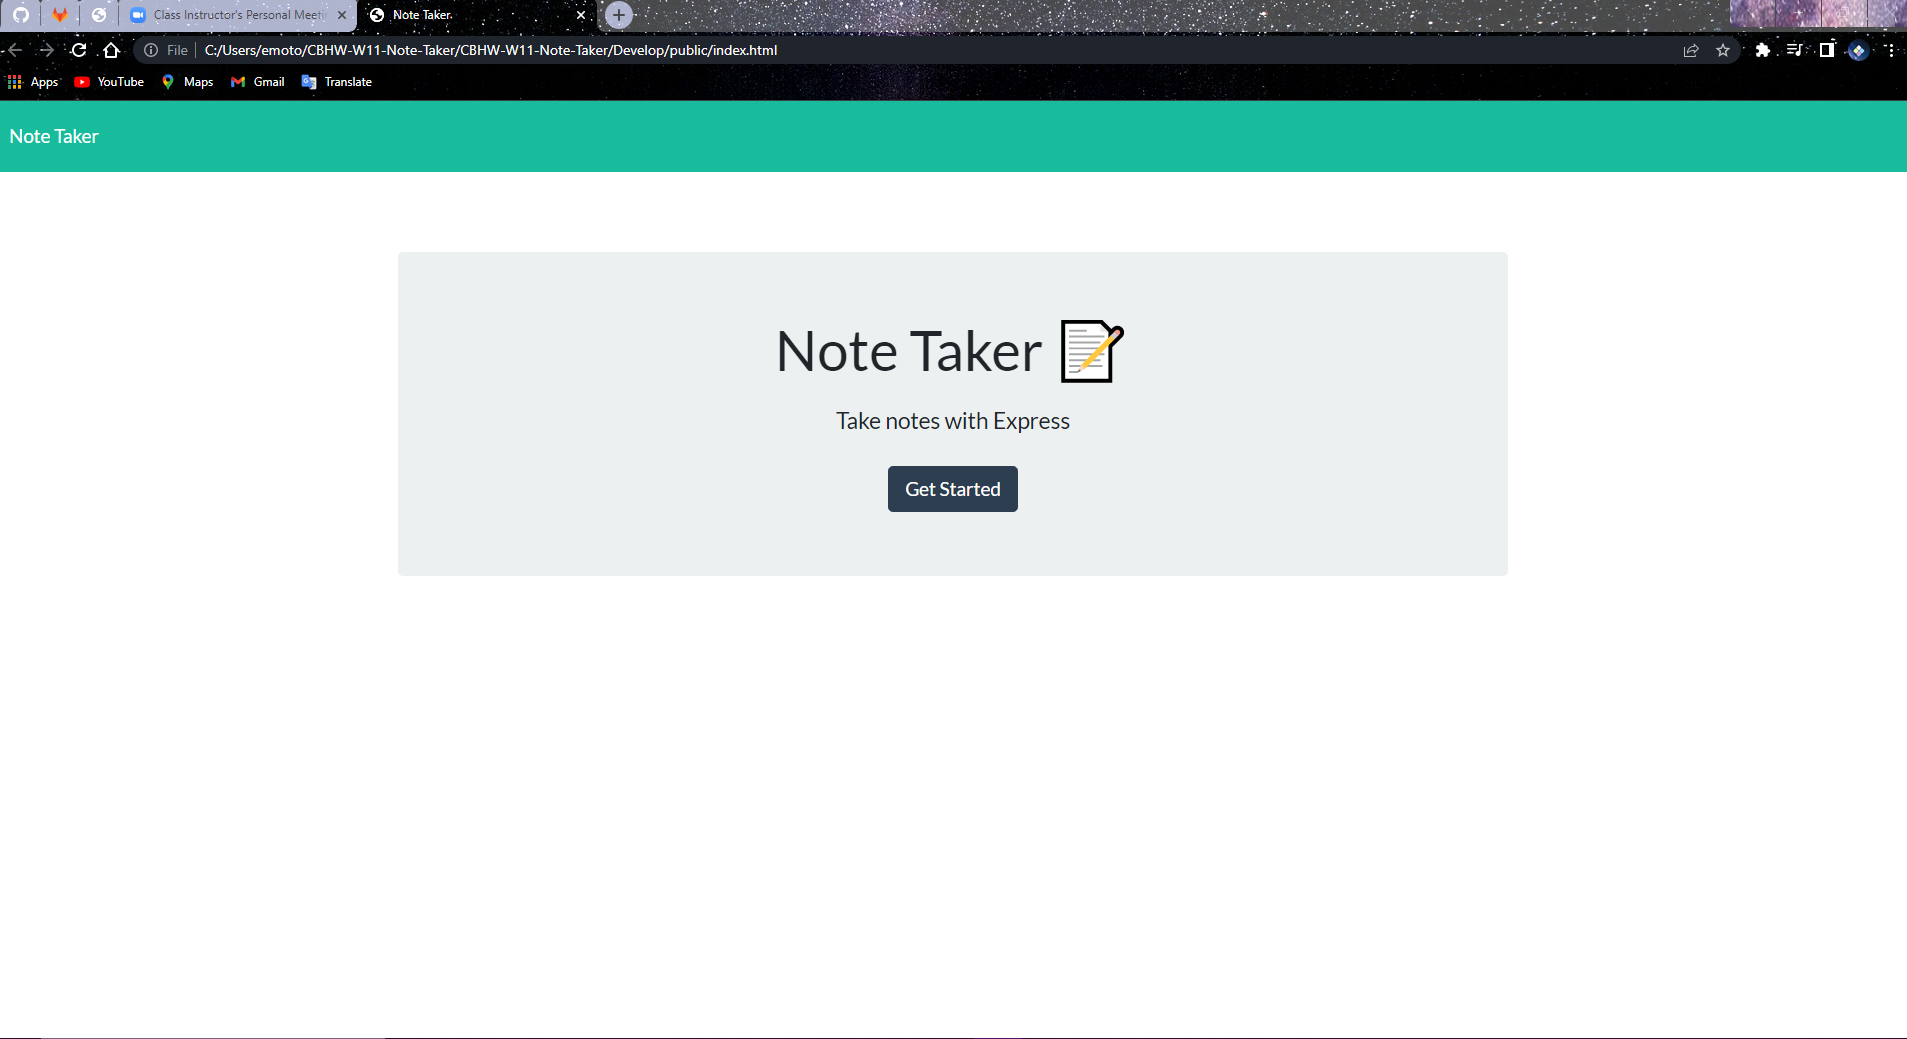 Class Instructor's Personal Meeti
Note Taker
File
C:/Users/emoto/CBHW-W11-Note-Taker/CBHW-W11-Note-Taker/Develop/public/index.html
Apps
YouTube
Maps
Gmail
Translate
Note Taker
Note Taker
Take notes with Express
Get Started